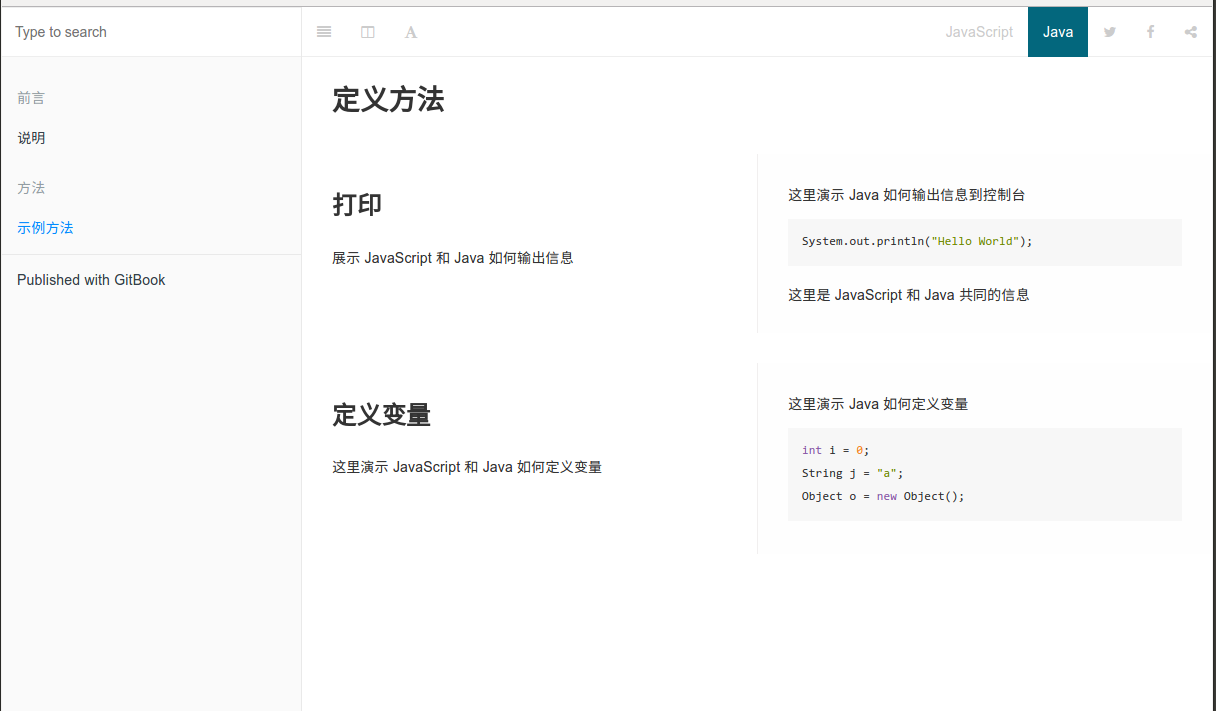 Type to search
A
JavaScript
Java
前言
说明
方法
示例方法
Published with GitBook
定义方法
打印
展示 JavaScript 和 Java 如何输出信息
这里演示 Java 如何输出信息到控制台
System.out.println("Hello World");
这里是 JavaScript 和 Java 共同的信息
定义变量
这里演示 JavaScript 和 Java 如何定义变量
这里演示 Java 如何定义变量
int i = 0;
String j = "a";
Object o = new Object();